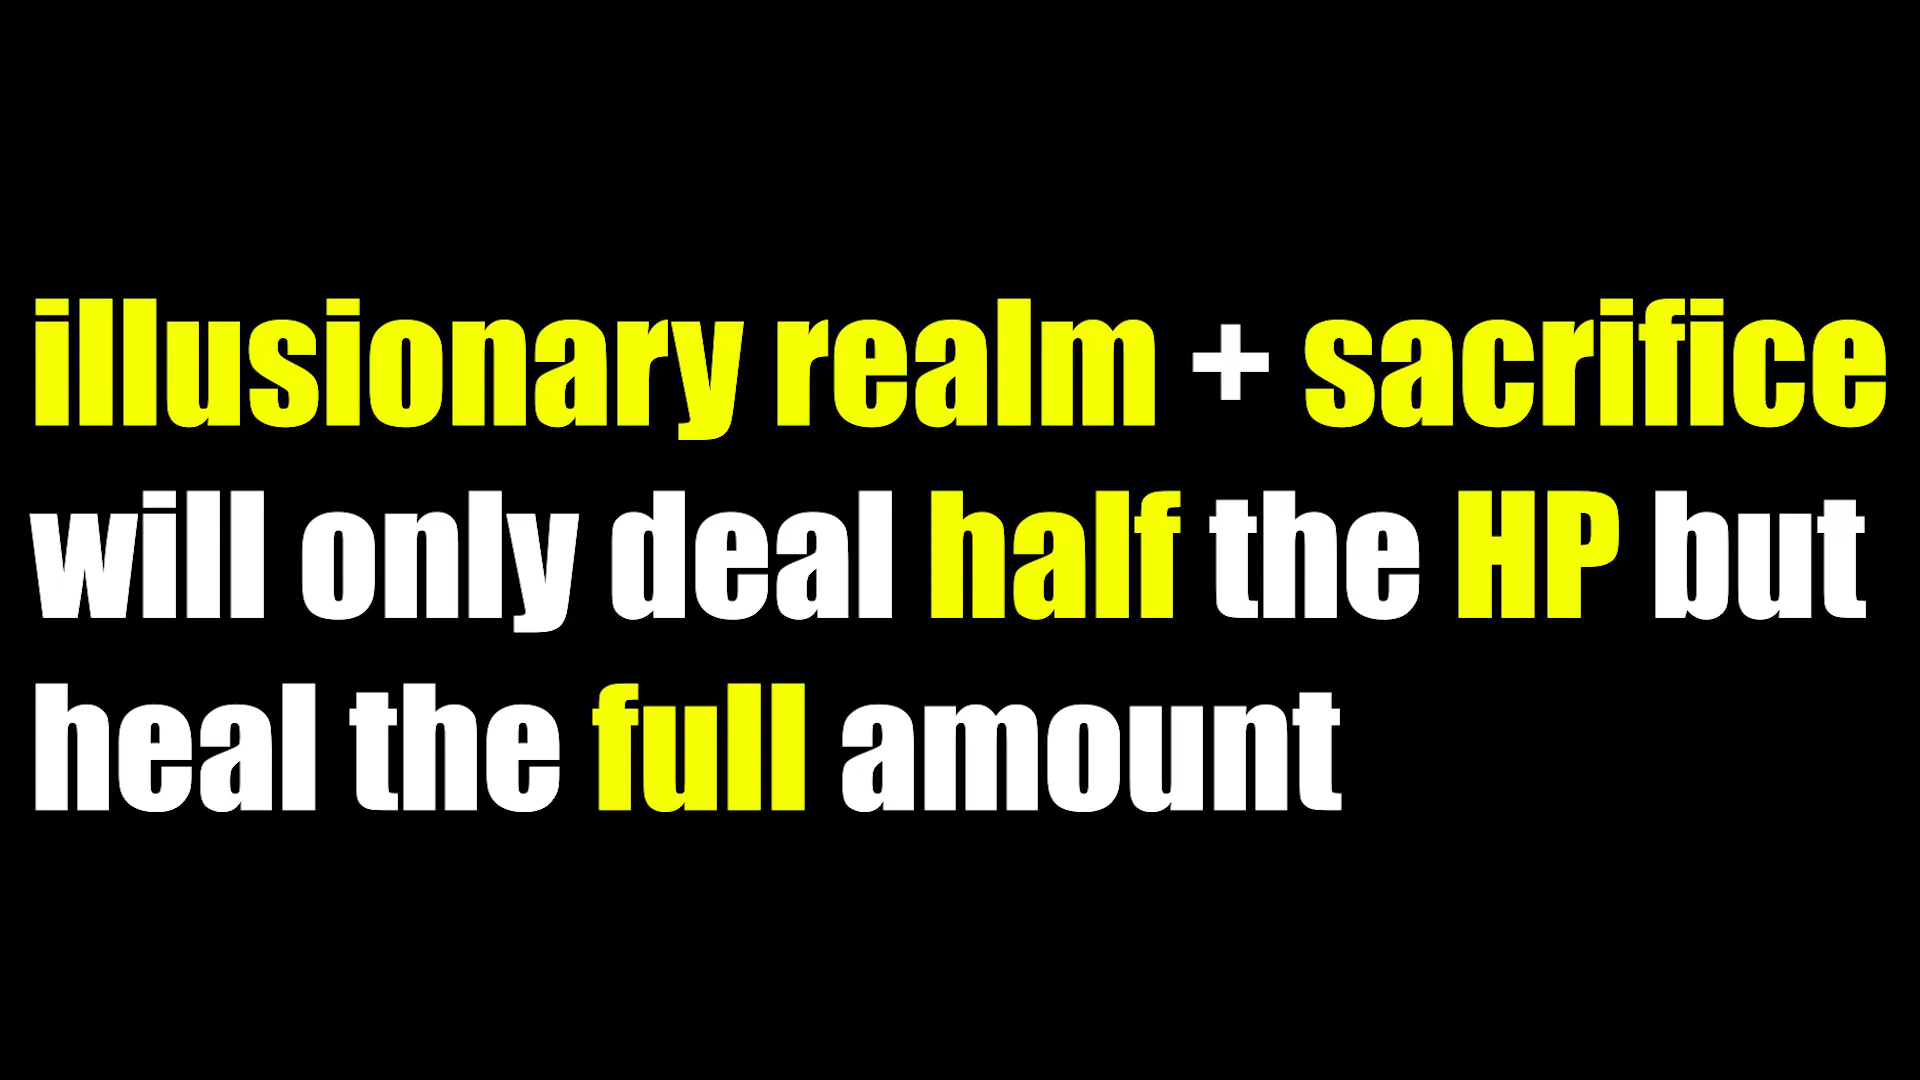 illusionary realm + sacrifice
will only deal half the HP but
heal the full amount